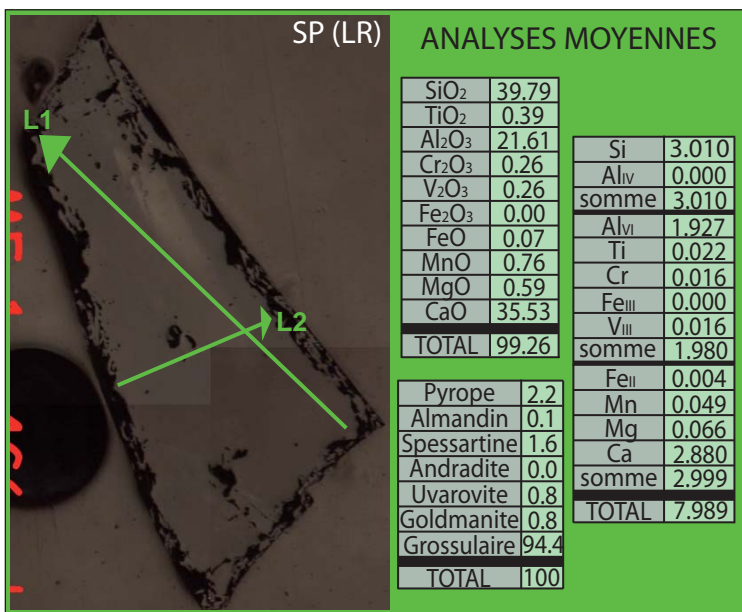 SP (LR)
L1
L2
ANALYSES MOYENNES
SiO2 39.79
TiO2 0.39
Al2O3 21.61
Cr2O3 0.26
V2O3 0.26
Fe2O3 0.00
FeO 0.07
MnO 0.76
MgO 0.59
CaO 35.53
TOTAL 99.26
Pyrope 2.2
Almandin 0.1
Spessartine 1.6
Andradite 0.0
Uvarovite 0.8
Goldmanite 0.8
Grossulaire 94.4
TOTAL 100
Si 3.010
AlIV 0.000
somme 3.010
AlVI 1.927
Ti 0.022
Cr 0.016
FeIII 0.000
VIII 0.016
somme 1.980
FeII 0.004
Mn 0.049
Mg 0.066
Ca 2.880
somme 2.999
TOTAL 7.989